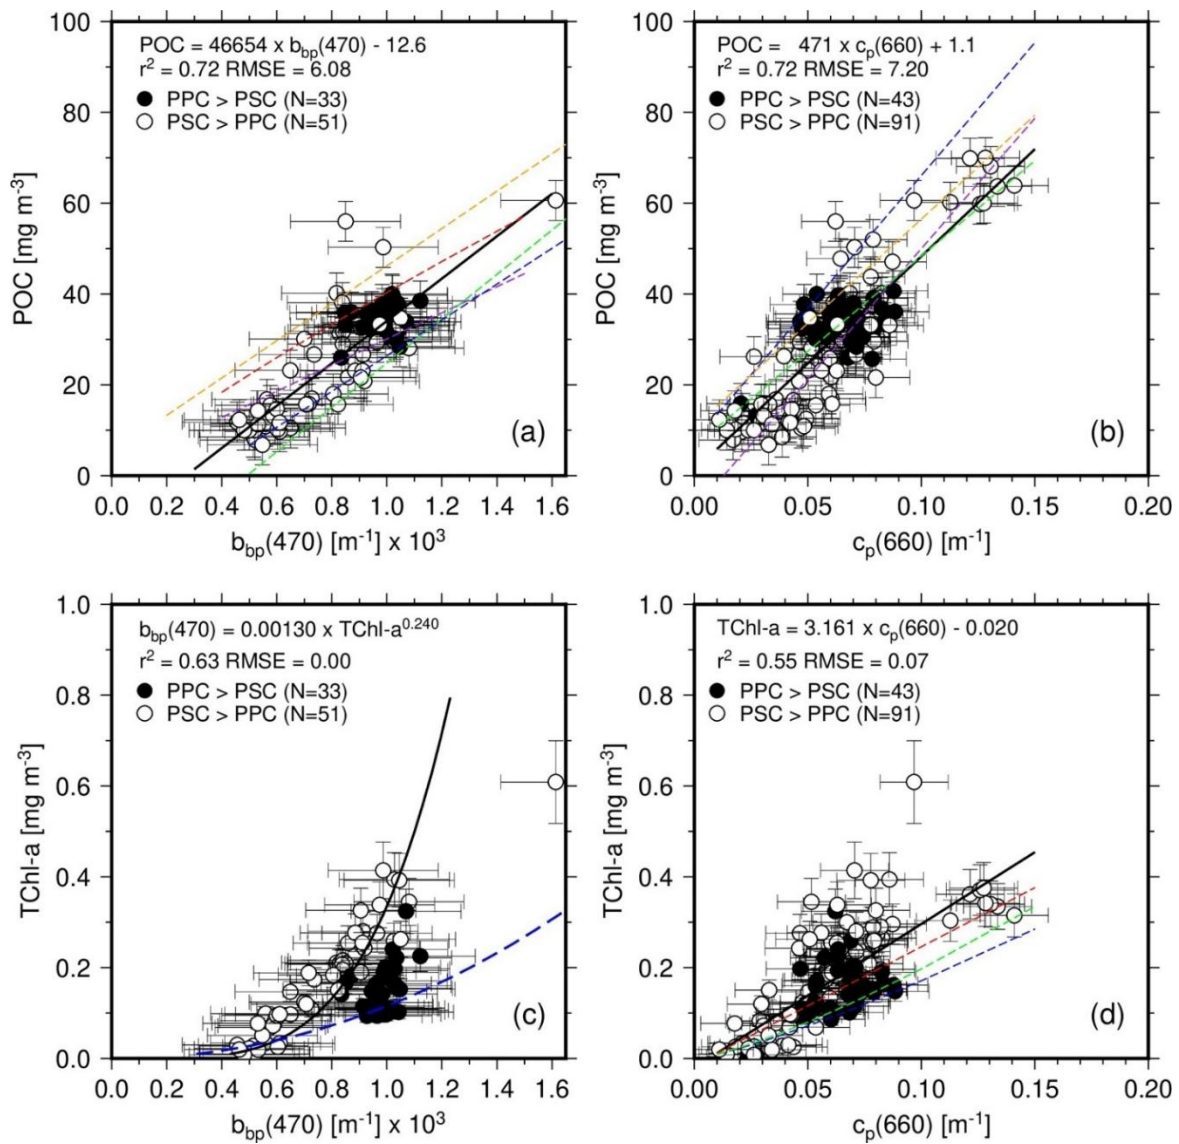 POC = 46654 x b_bp(470) - 12.6
r² = 0.72 RMSE = 6.08
PPC > PSC (N=33)
PSC > PPC (N=51)
POC [mg m⁻³]
100
80
60
40
20
0
(a)
0.0 0.2 0.4 0.6 0.8 1.0 1.2 1.4 1.6
b_bp(470) [m⁻¹] x 10³
POC = 471 x c_p(660) + 1.1
r² = 0.72 RMSE = 7.20
PPC > PSC (N=43)
PSC > PPC (N=91)
POC [mg m⁻³]
100
80
60
40
20
0
(b)
0.00 0.05 0.10 0.15 0.20
c_p(660) [m⁻¹]
b_bp(470) = 0.00130 x TChl-a^0.240
r² = 0.63 RMSE = 0.00
PPC > PSC (N=33)
PSC > PPC (N=51)
TChl-a [mg m⁻³]
1.0
0.8
0.6
0.4
0.2
0.0
(c)
0.0 0.2 0.4 0.6 0.8 1.0 1.2 1.4 1.6
b_bp(470) [m⁻¹] x 10³
TChl-a = 3.161 x c_p(660) - 0.020
r² = 0.55 RMSE = 0.07
PPC > PSC (N=43)
PSC > PPC (N=91)
TChl-a [mg m⁻³]
1.0
0.8
0.6
0.4
0.2
0.0
(d)
0.00 0.05 0.10 0.15 0.20
c_p(660) [m⁻¹]